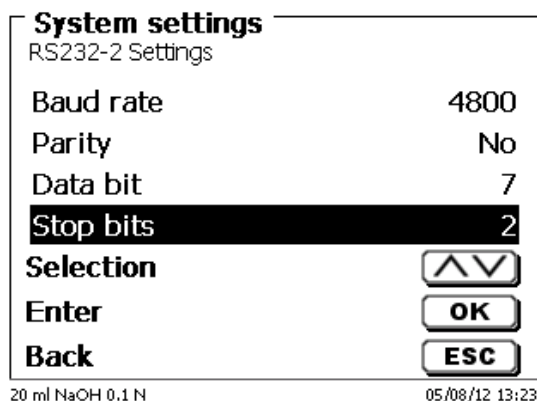 System settings
RS232-2 Settings
Baud rate 4800
Parity No
Data bit 7
Stop bits 2
Selection
Enter OK
Back ESC
20 ml NaOH 0.1 N 05/08/12 13:23